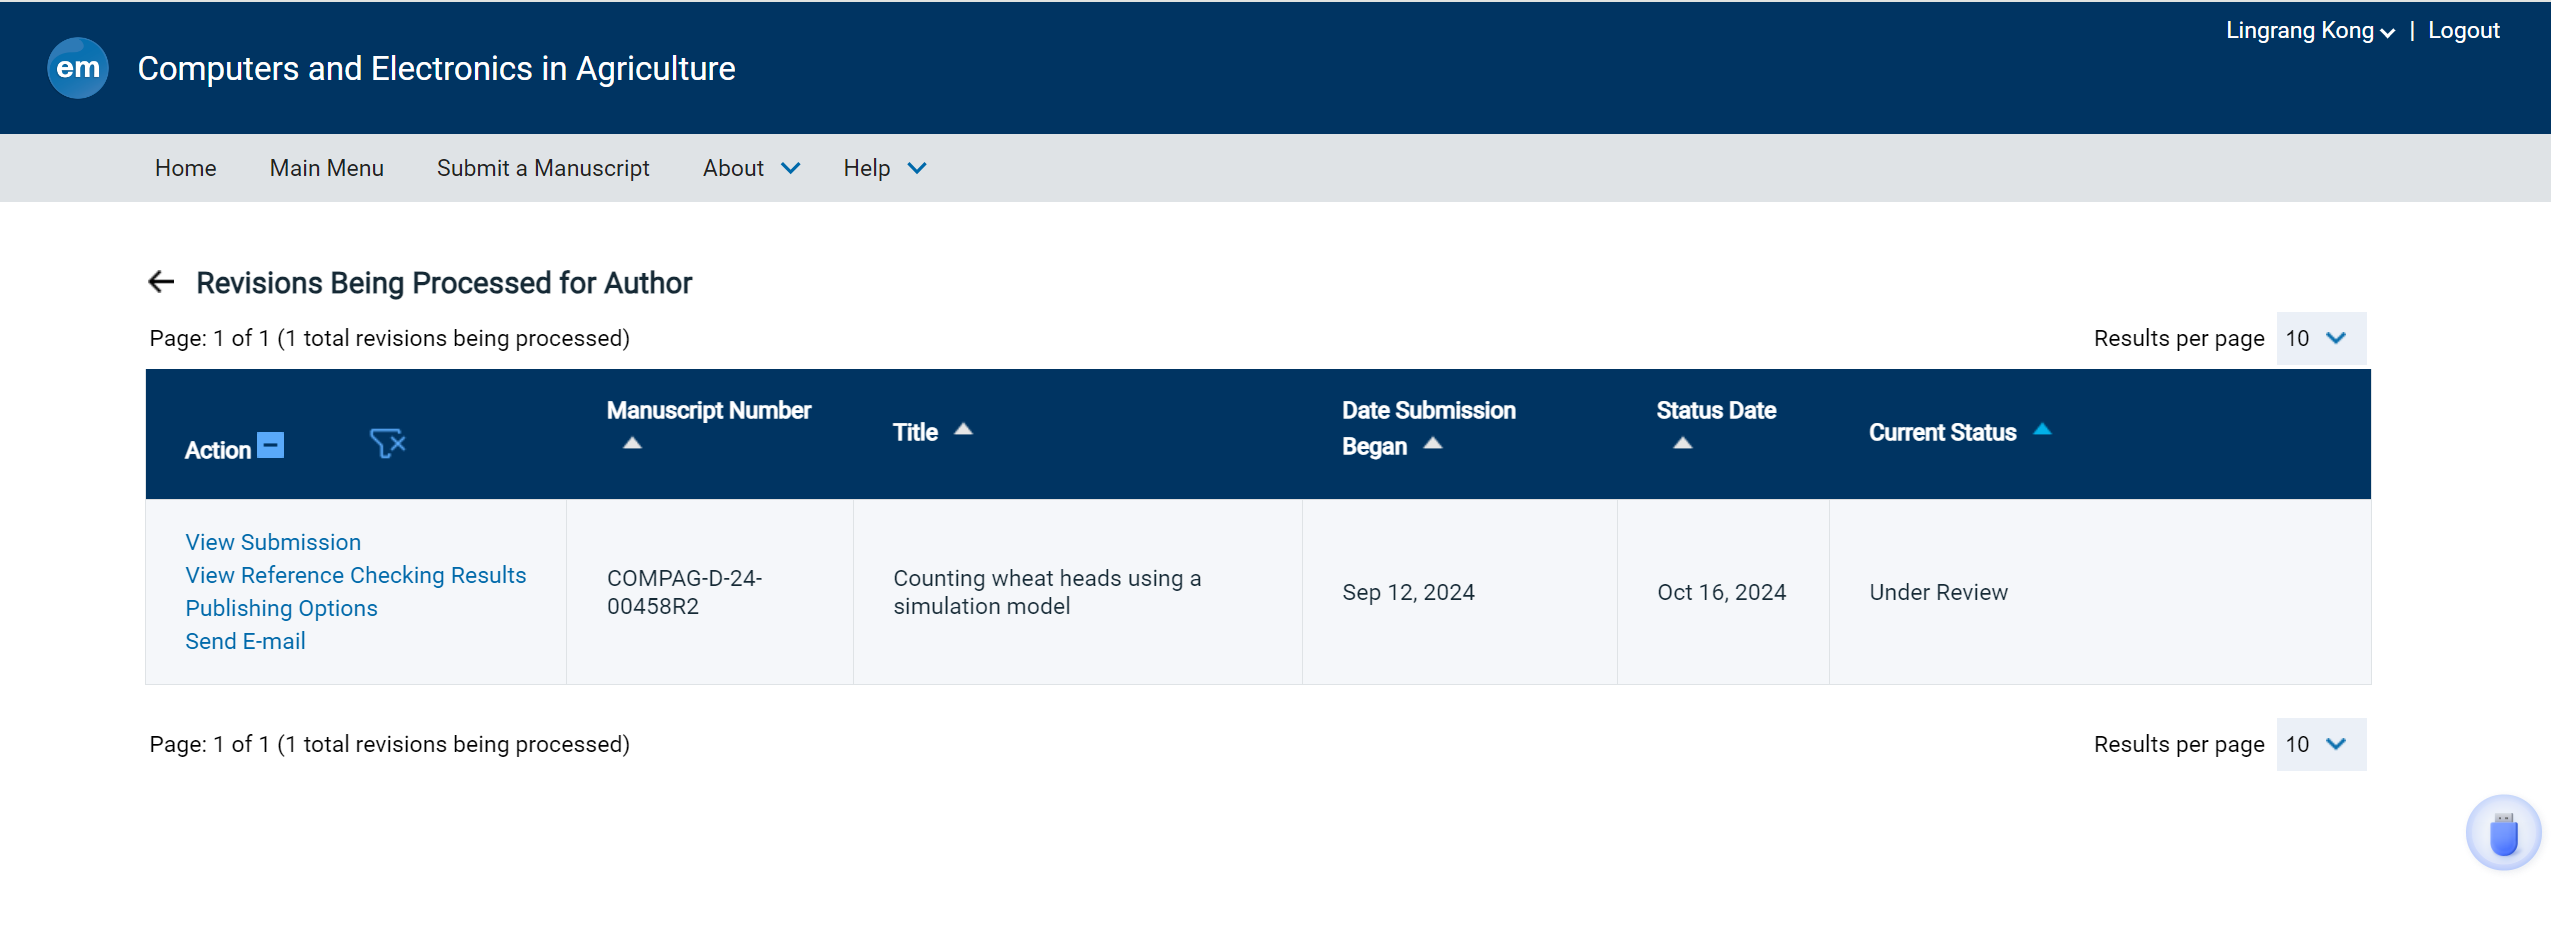 Lingrang Kong | Logout
em Computers and Electronics in Agriculture
Home Main Menu Submit a Manuscript About Help
Revisions Being Processed for Author
Page: 1 of 1 (1 total revisions being processed) Results per page 10
Action Manuscript Number Title Date Submission Began Status Date Current Status
View Submission
View Reference Checking Results
Publishing Options
Send E-mail
COMPAG-D-24-
00458R2
Counting wheat heads using a
simulation model
Sep 12, 2024
Oct 16, 2024
Under Review
Page: 1 of 1 (1 total revisions being processed) Results per page 10